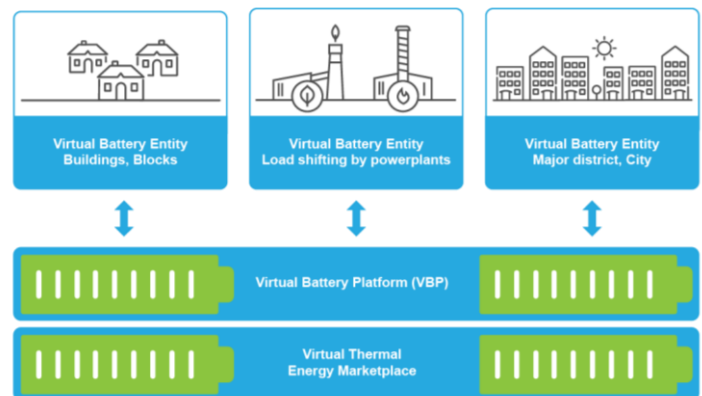 Virtual Battery Entity
Buildings, Blocks
Virtual Battery Entity
Load shifting by powerplants
Virtual Battery Entity
Major district, City
Virtual Battery Platform (VBP)
Virtual Thermal
Energy Marketplace